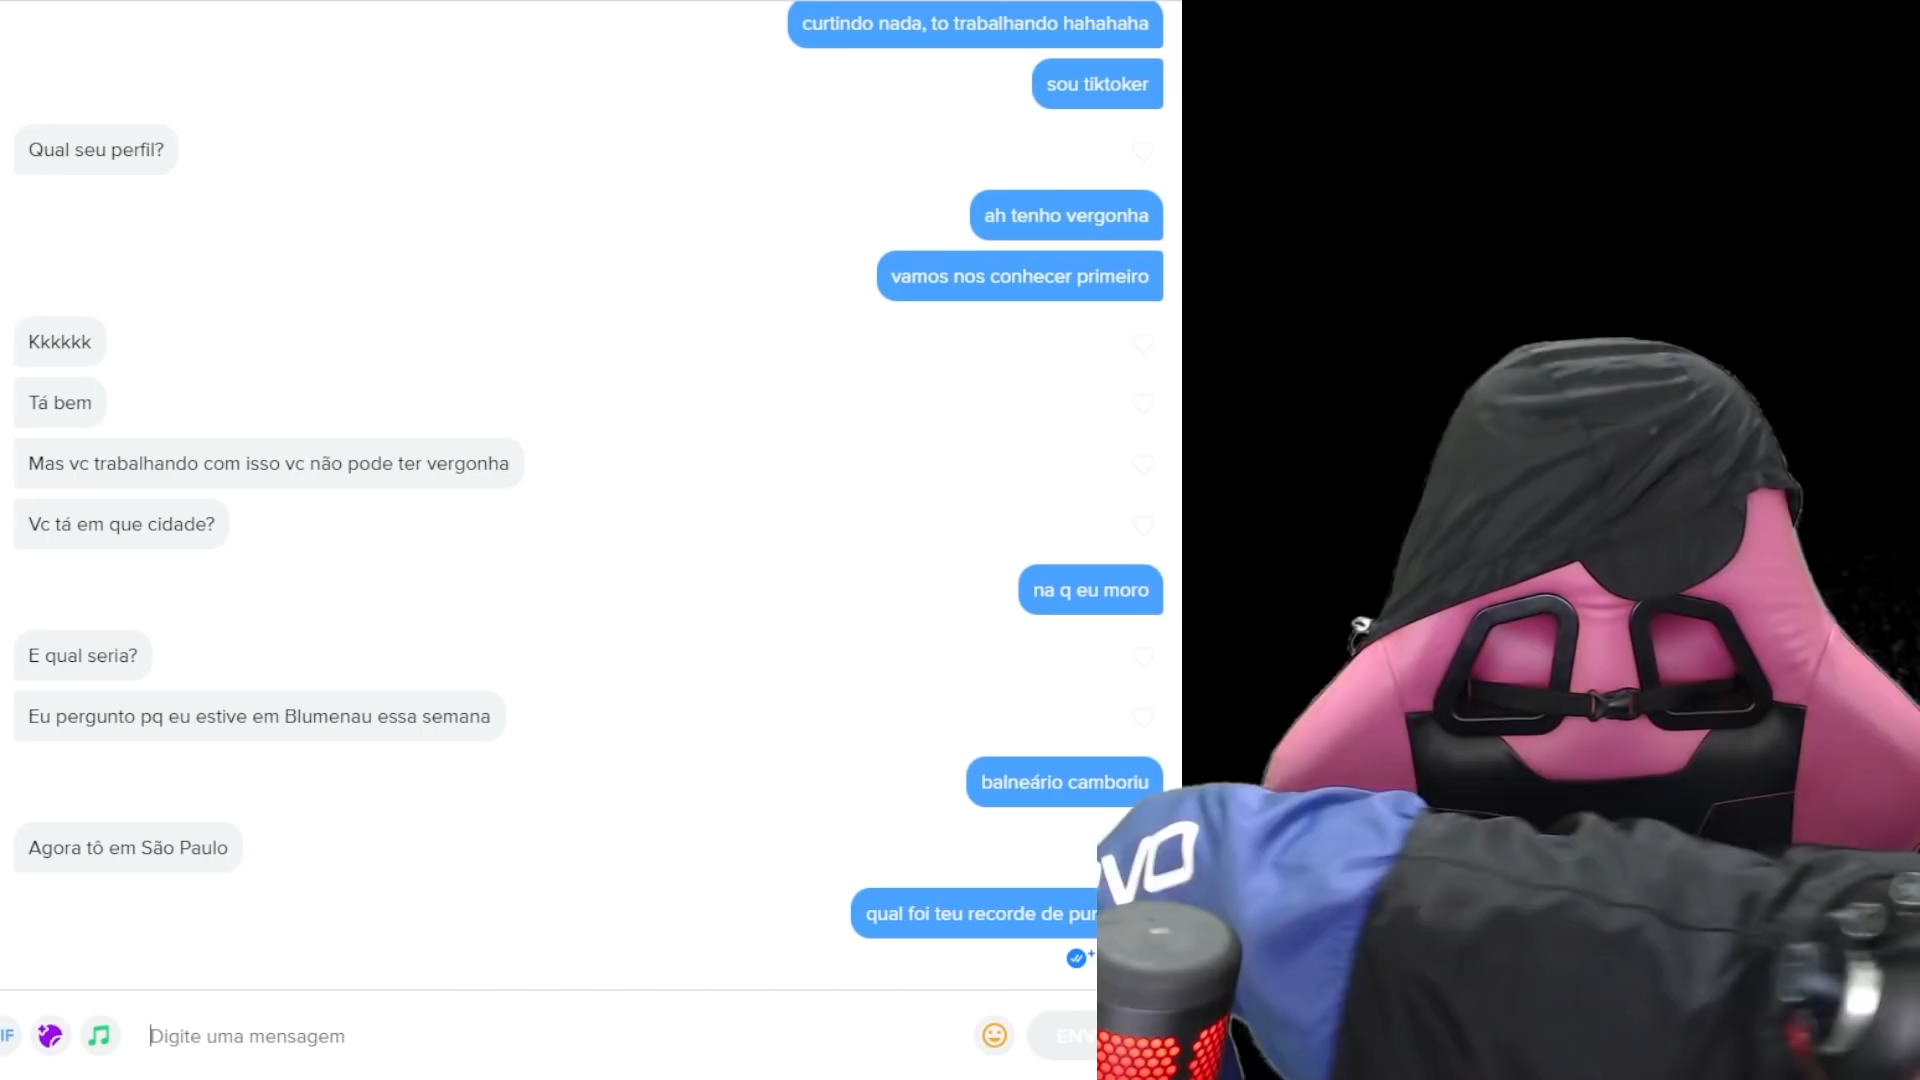 curtindo nada, to trabalhando hahahaha
sou tiktoker
Qual seu perfil?
ah tenho vergonha
vamos nos conhecer primeiro
Kkkkkk
Tá bem
Mas vc trabalhando com isso vc não pode ter vergonha
Vc tá em que cidade?
na q eu moro
E qual seria?
Eu pergunto pq eu estive em Blumenau essa semana
balneário camboriu
Agora tô em São Paulo
qual foi teu recorde de
Digite uma mensagem